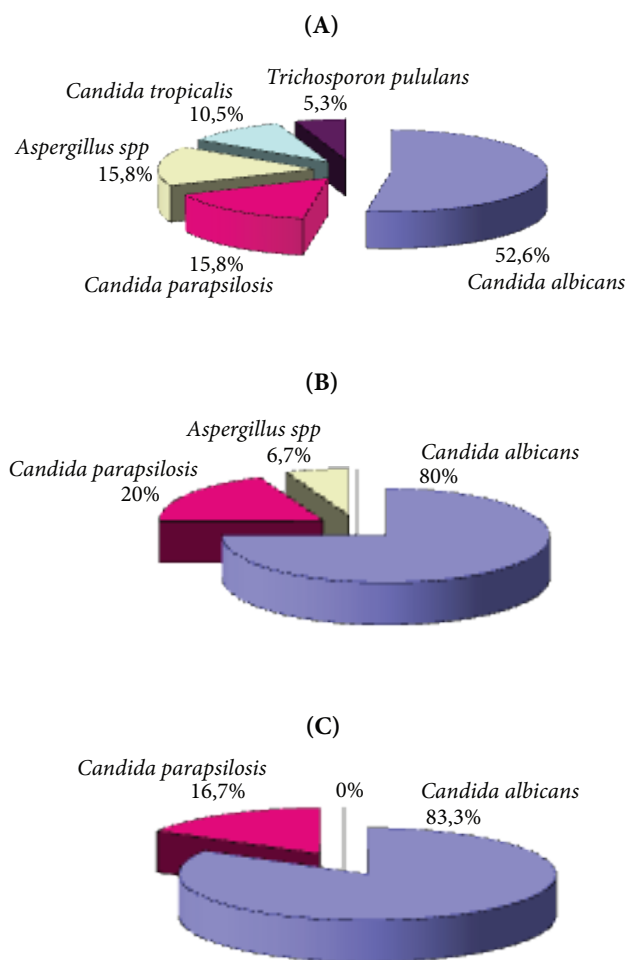 (A)
Trichosporon pululans
5,3%
Candida tropicalis
10,5%
Aspergillus spp
15,8%
15,8%
Candida parapsilosis
52,6%
Candida albicans
(B)
Aspergillus spp
6,7%
Candida parapsilosis
20%
Candida albicans
80%
(C)
Candida parapsilosis
16,7%
0%
Candida albicans
83,3%